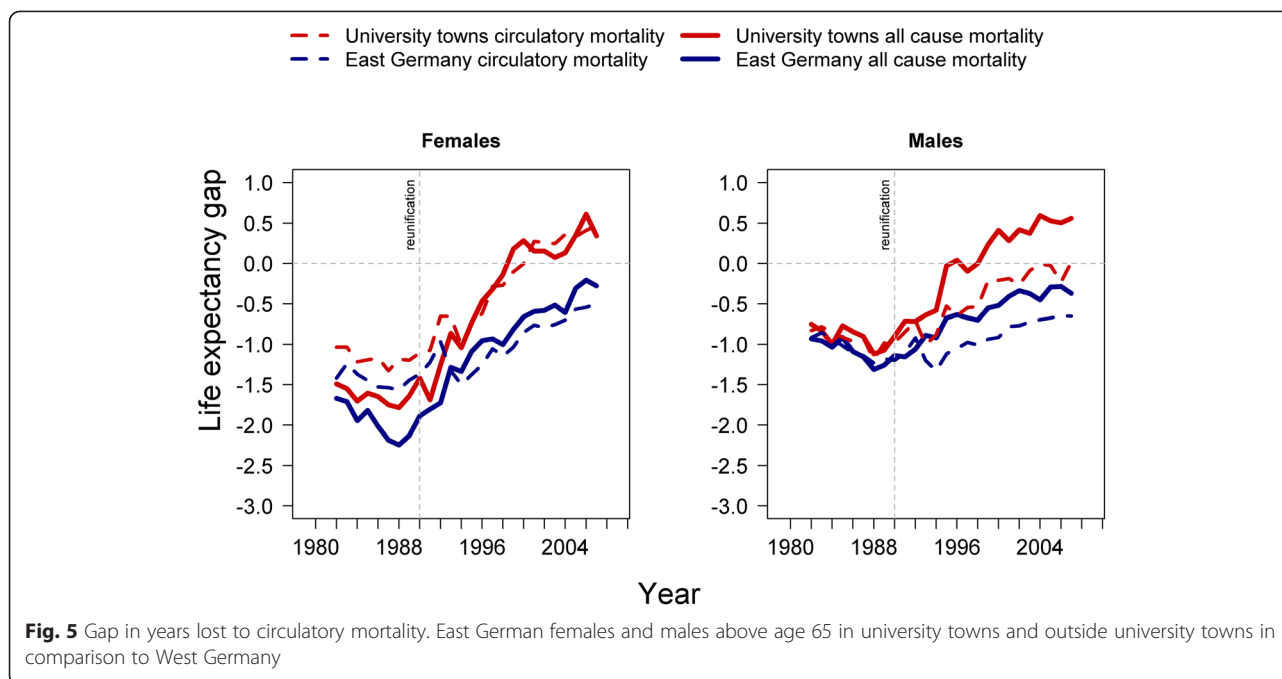 University towns circulatory mortality
University towns all cause mortality
East Germany circulatory mortality
East Germany all cause mortality
Females
Males
Life expectancy gap
1.0
0.5
0.0
-0.5
-1.0
-1.5
-2.0
-2.5
-3.0
reunification
1980 1988 1996 2004
1.0
0.5
0.0
-0.5
-1.0
-1.5
-2.0
-2.5
-3.0
reunification
1980 1988 1996 2004
Year
Fig. 5 Gap in years lost to circulatory mortality. East German females and males above age 65 in university towns and outside university towns in
comparison to West Germany